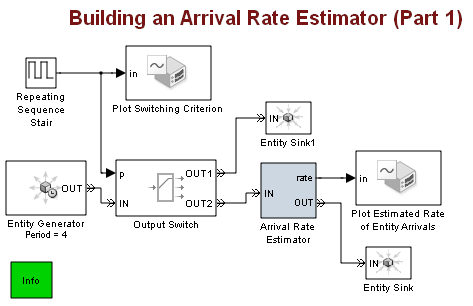 Building an Arrival Rate Estimator (Part 1)
in
Repeating
Sequence
Stair
Plot Switching Criterion
IN
Entity Sink1
OUT
Entity Generator
Period = 4
p
IN
OUT1
OUT2
Output Switch
IN
rate
OUT
Arrival Rate
Estimator
in
Plot Estimated Rate
of Entity Arrivals
IN
Entity Sink
Info